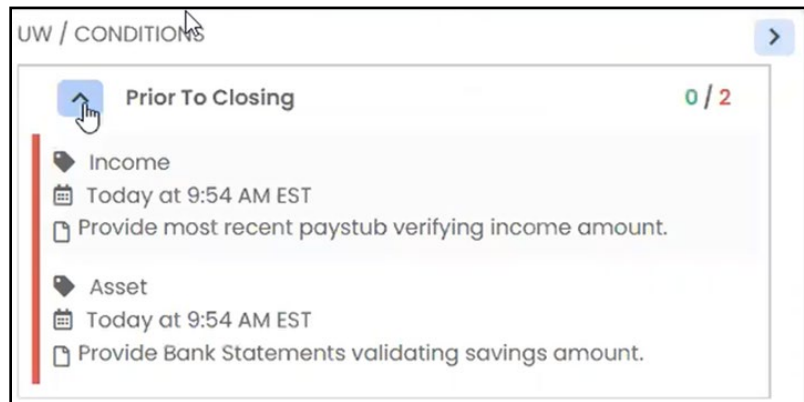 UW / CONDITIONS
Prior To Closing 0 / 2
Income
Today at 9:54 AM EST
Provide most recent paystub verifying income amount.
Asset
Today at 9:54 AM EST
Provide Bank Statements validating savings amount.